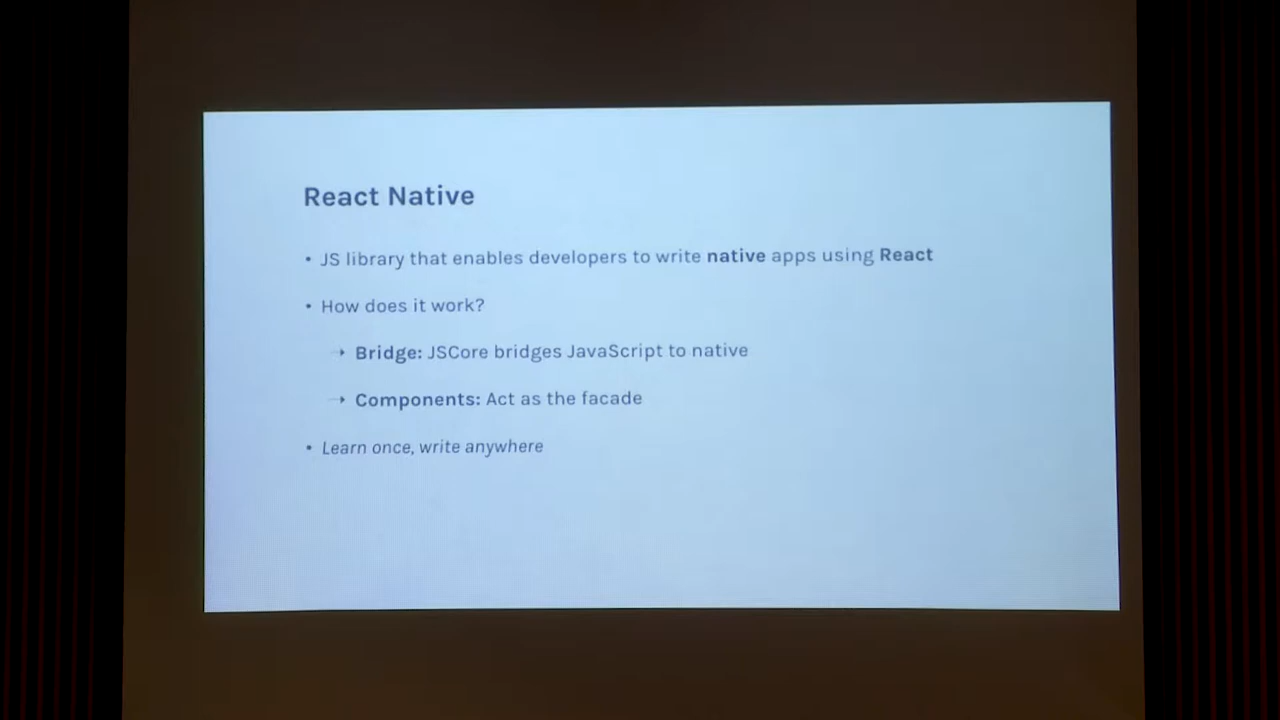 React Native
• JS library that enables developers to write native apps using React
• How does it work?
→ Bridge: JSCore bridges JavaScript to native
→ Components: Act as the facade
• Learn once, write anywhere